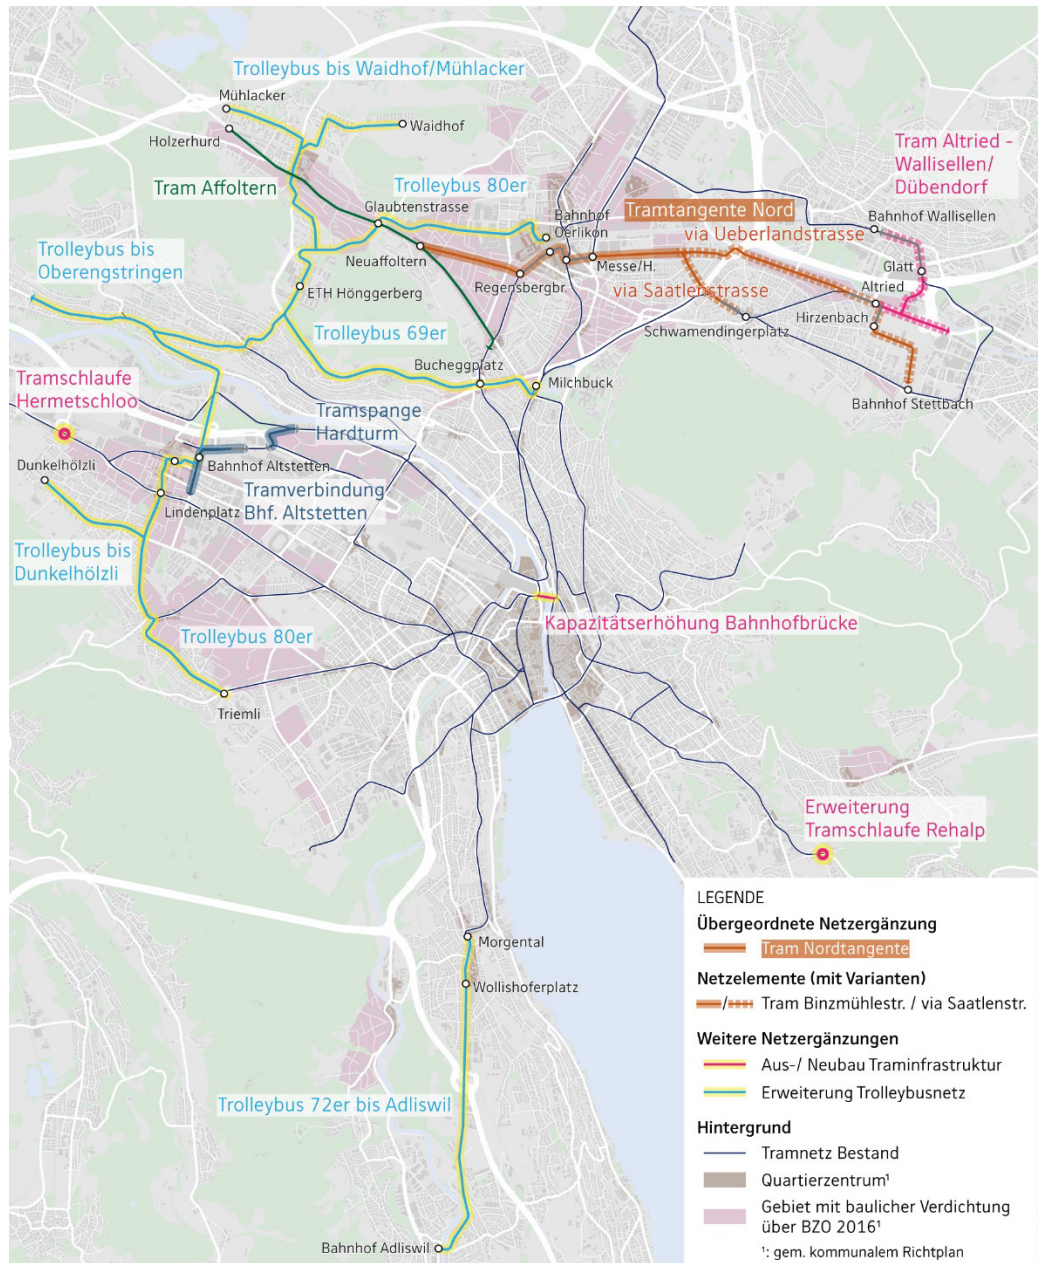 Trolleybus bis Waidhof/Mühlacker
Mühlacker
Waidhof
Holzerhurd
Tram Altried -
Wallisellen/
Dübendorf
Tram Affoltern
Trolleybus 80er
Glaubtenstrasse
Bahnhof
Oerlikon
Tramtangente Nord
via Ueberlandstrasse
Bahnhof Wallisellen
Trolleybus bis
Oberengstringen
Neuaffoltern
Messe/H.
Glatt
Regensbergbr.
via Saatlenstrasse
Altried
ETH Hönggerberg
Hirzenbach
Schwamendingerplatz
Trolleybus 69er
Bucheggplatz
Milchbuck
Bahnhof Stettbach
Tramschlaufe
Hermetschloo
Tramspange
Hardturm
Dunkelhölzli
Bahnhof Altstetten
Tramverbindung
Bhf. Altstetten
Lindenplatz
Trolleybus bis
Dunkelhölzli
Kapazitätserhöhung Bahnhofbrücke
Trolleybus 80er
Triemli
Erweiterung
Tramschlaufe Rehalp
Morgental
Wollishoferplatz
Trolleybus 72er bis Adliswil
Bahnhof Adliswil
LEGENDE
Übergeordnete Netzergänzung
Tram Nordtangente
Netzelemente (mit Varianten)
/ Tram Binzmühlestr. / via Saatlenstr.
Weitere Netzergänzungen
Aus-/ Neubau Traminfrastruktur
Erweiterung Trolleybusnetz
Hintergrund
Tramnetz Bestand
Quartierzentrum¹
Gebiet mit baulicher Verdichtung
über BZO 2016¹
¹: gem. kommunalem Richtplan